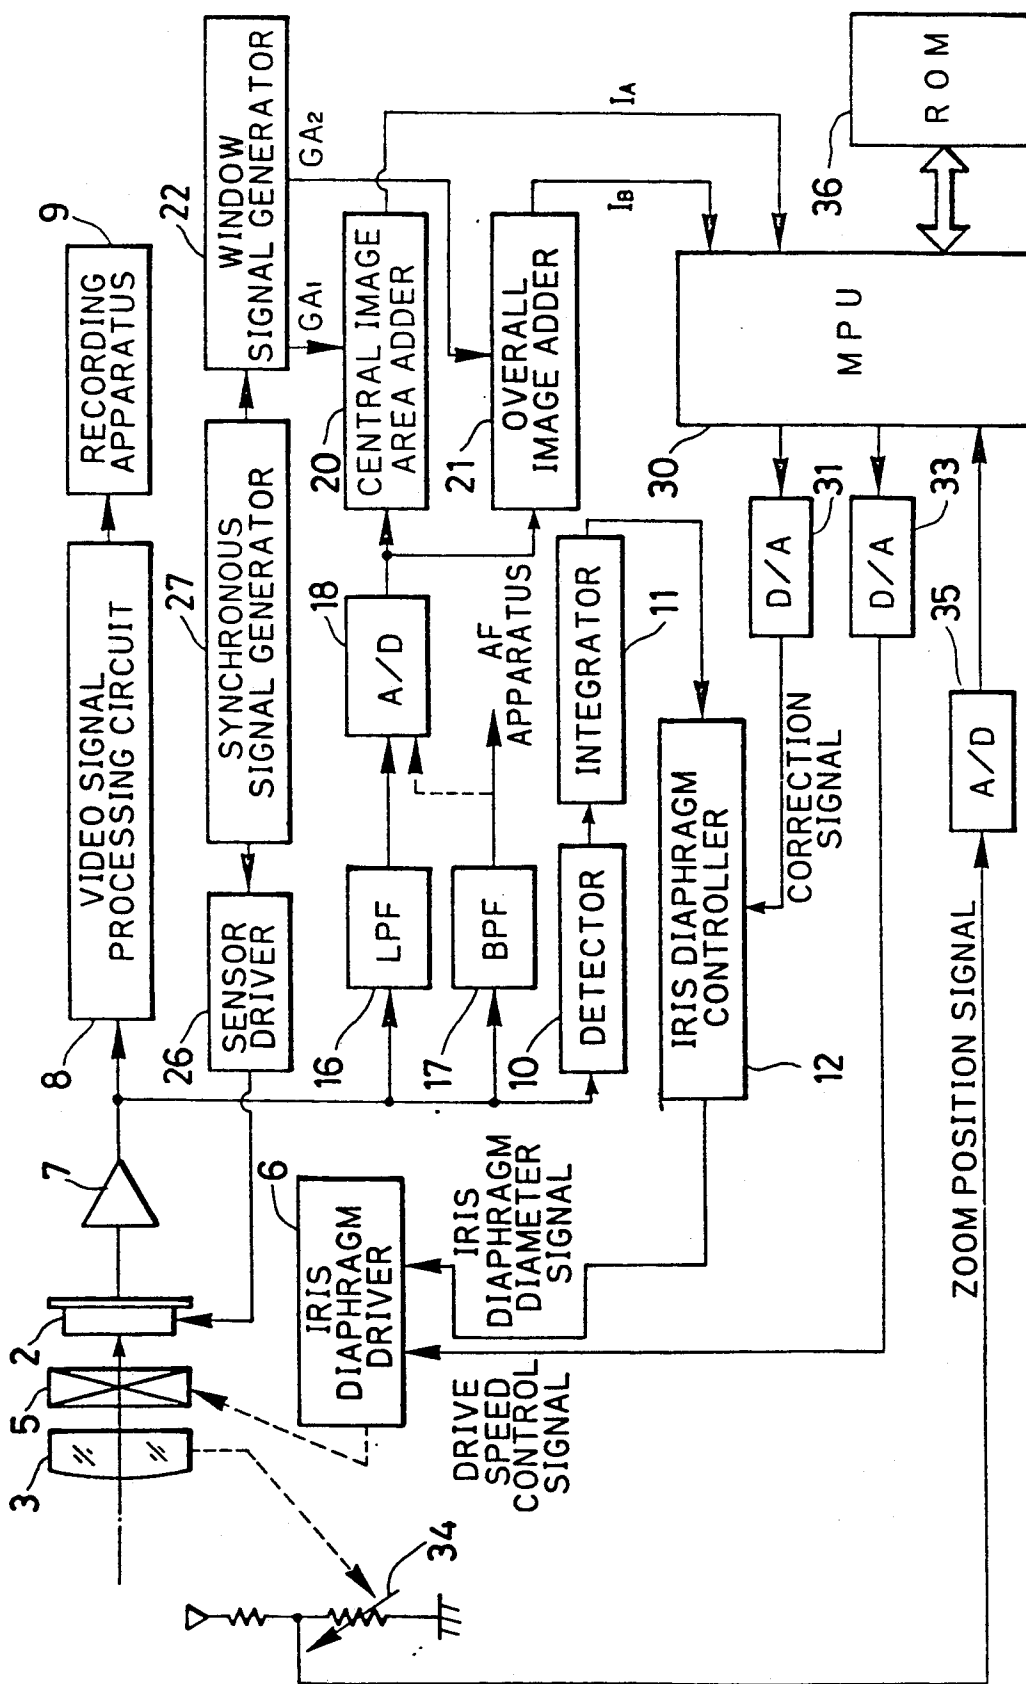 3
5
2
7
8
VIDEO SIGNAL
PROCESSING CIRCUIT
9
RECORDING
APPARATUS
26
SENSOR
DRIVER
27
SYNCHRONOUS
SIGNAL GENERATOR
22
WINDOW
SIGNAL GENERATOR
GA1
GA2
6
IRIS
DIAPHRAGM
DRIVER
16
LPF
18
A/D
20
CENTRAL IMAGE
AREA ADDER
IA
17
BPF
AF
APPARATUS
21
OVERALL
IMAGE ADDER
IB
34
DRIVE
SPEED
CONTROL
SIGNAL
IRIS
DIAPHRAGM
DIAMETER
SIGNAL
10
DETECTOR
INTEGRATOR
11
IRIS DIAPHRAGM
CONTROLLER
12
CORRECTION
SIGNAL
D/A
31
D/A
33
30
MPU
36
ROM
ZOOM POSITION SIGNAL
A/D
35